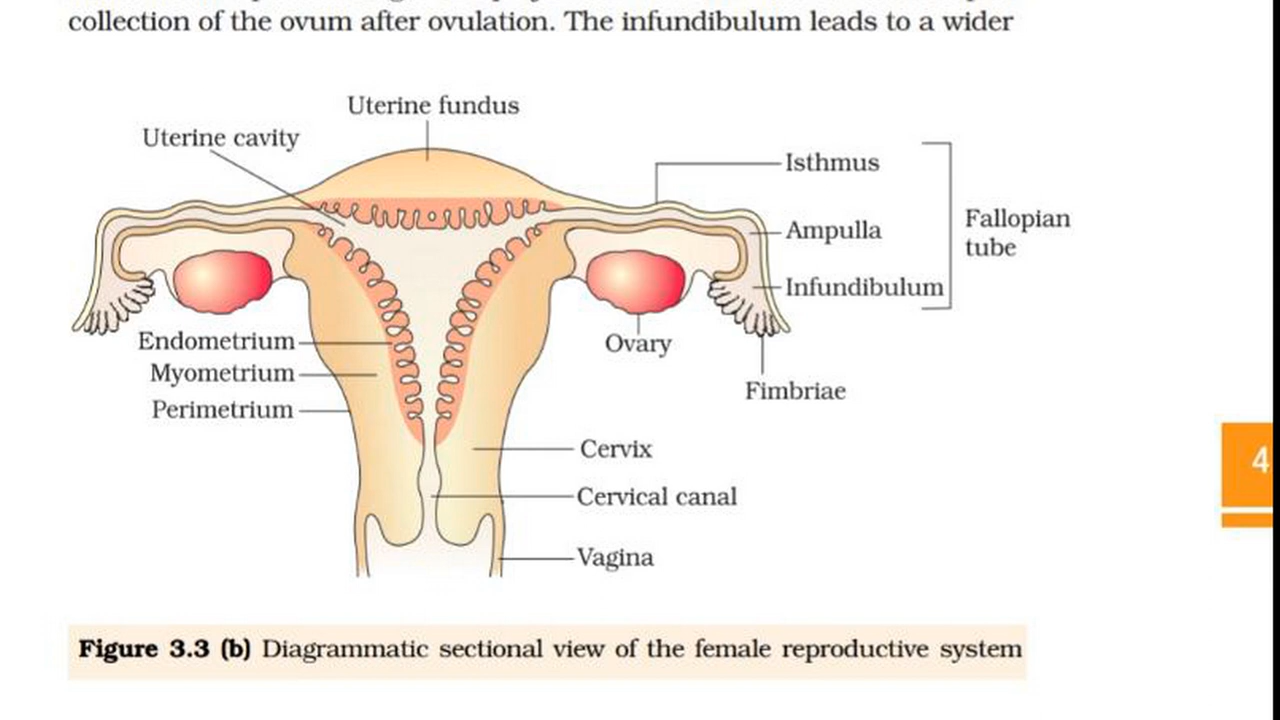 collection of the ovum after ovulation. The infundibulum leads to a wider
Uterine fundus
Uterine cavity
Isthmus
Ampulla
Fallopian
tube
Infundibulum
Endometrium
Ovary
Myometrium
Fimbriae
Perimetrium
Cervix
4
Cervical canal
Vagina
Figure 3.3 (b) Diagrammatic sectional view of the female reproductive system